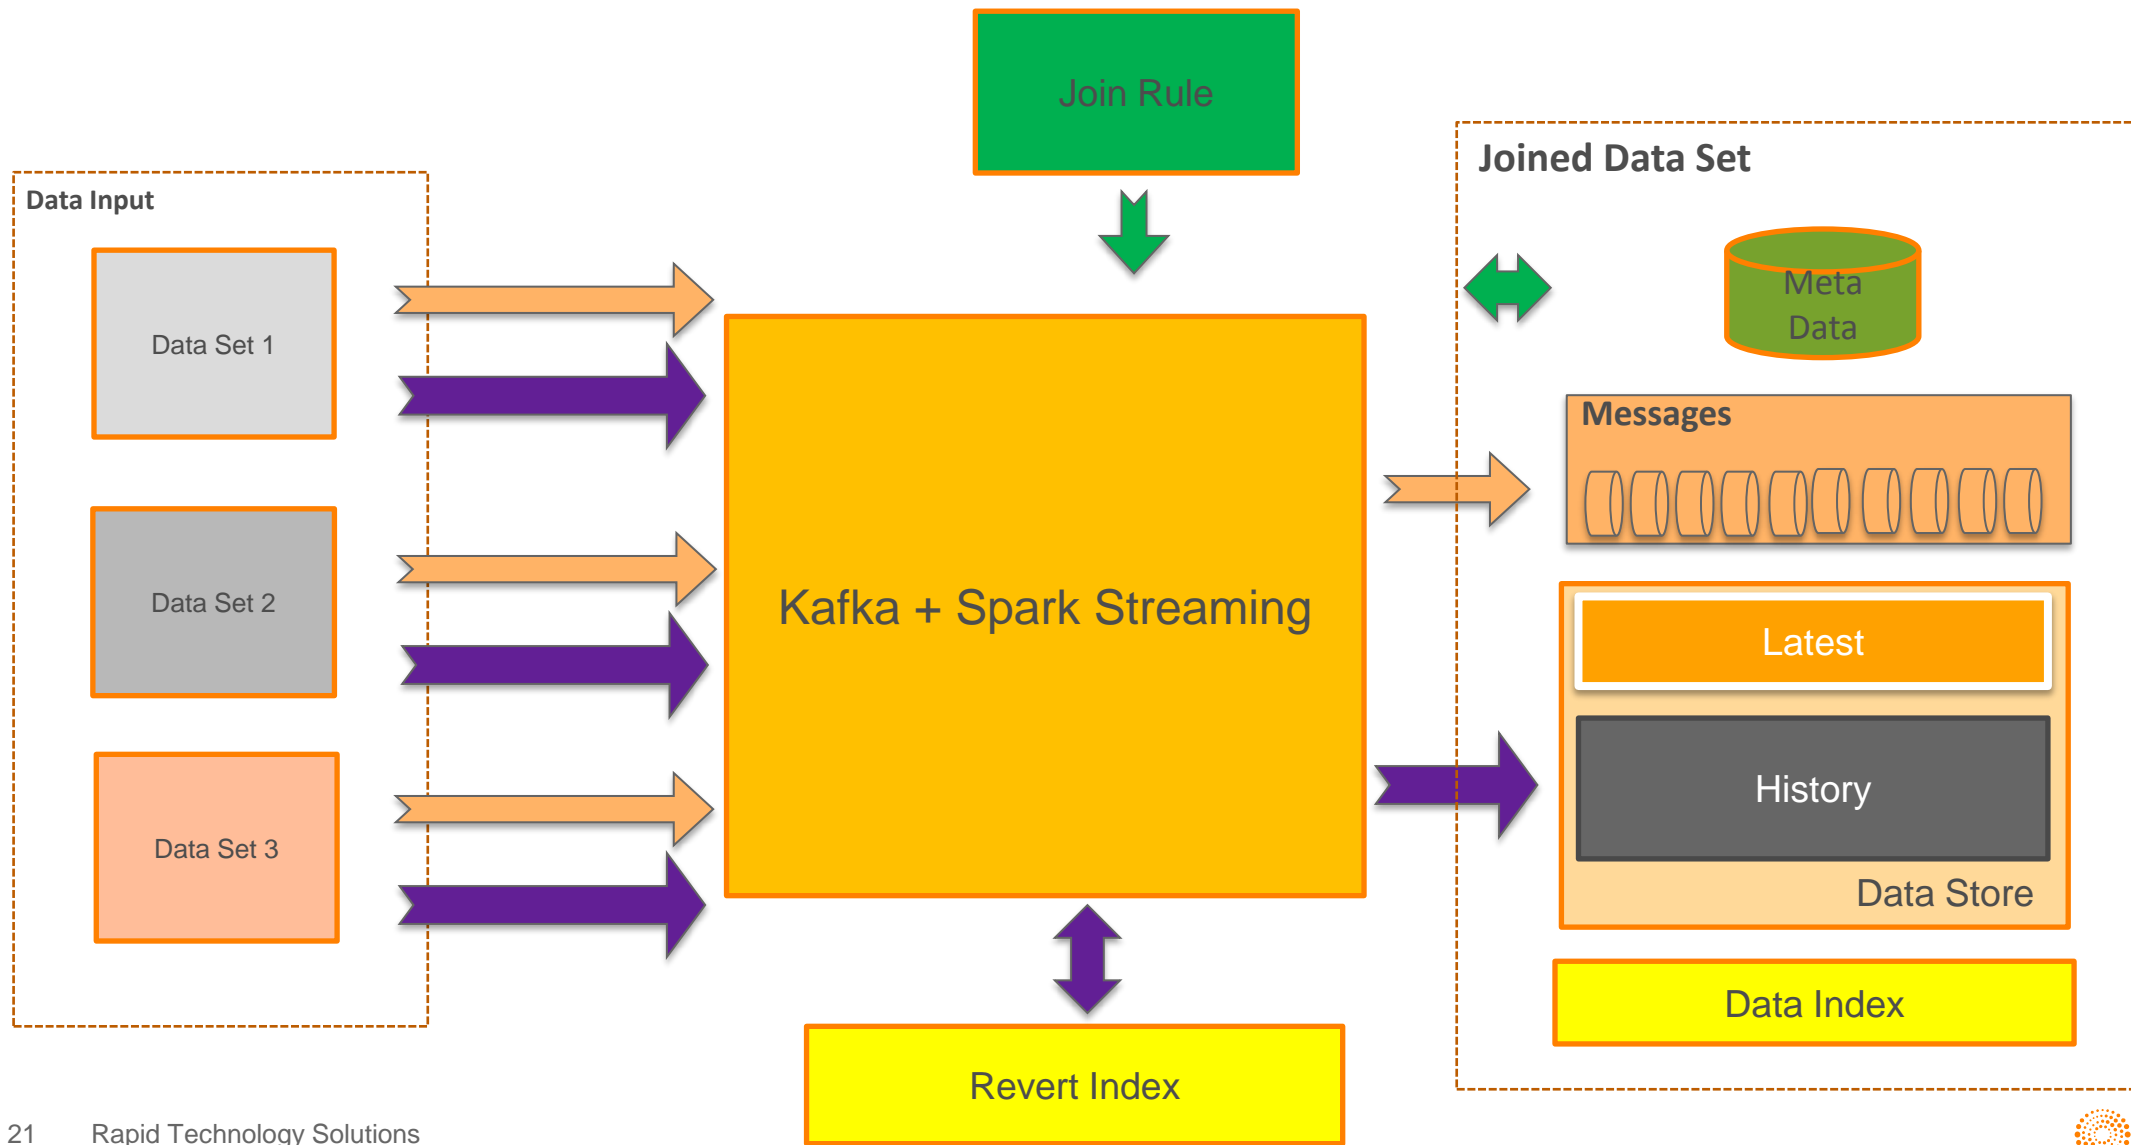 Join Rule
Data Input
Data Set 1
Data Set 2
Data Set 3
Kafka + Spark Streaming
Revert Index
Joined Data Set
Meta
Data
Messages
Latest
History
Data Store
Data Index
21 Rapid Technology Solutions